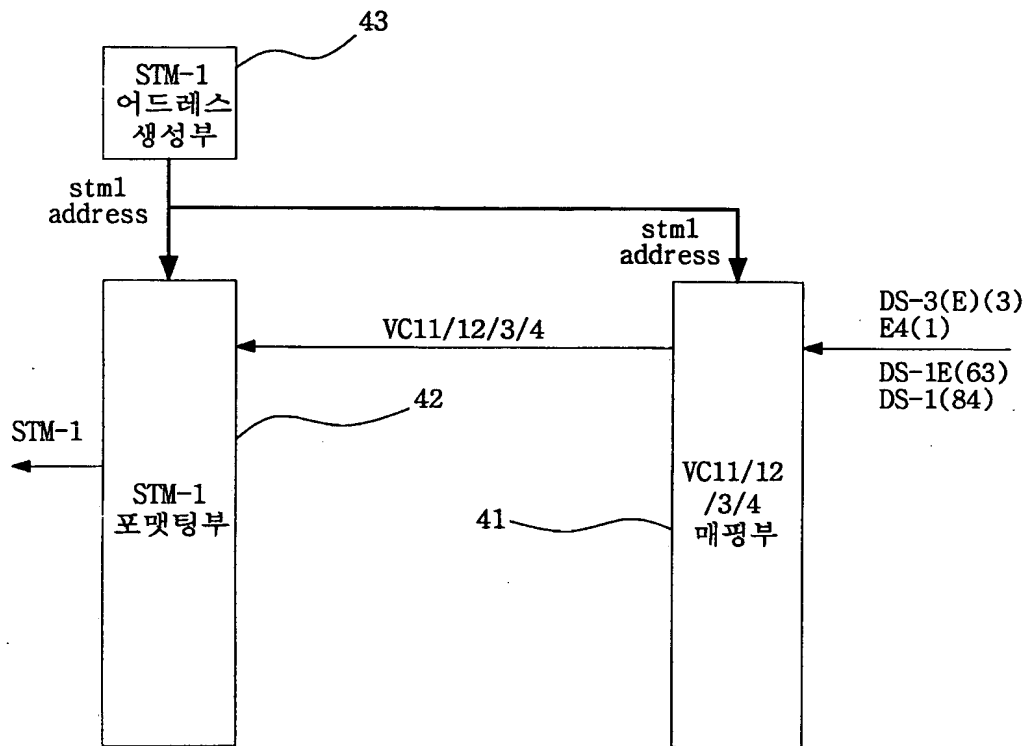 43
STM-1
어드레스
생성부
stm1
address
stm1
address
DS-3(E)(3)
E4(1)
VC11/12/3/4
DS-1E(63)
DS-1(84)
42
STM-1
VC11/12
/3/4
매핑부
STM-1
포맷팅부
41